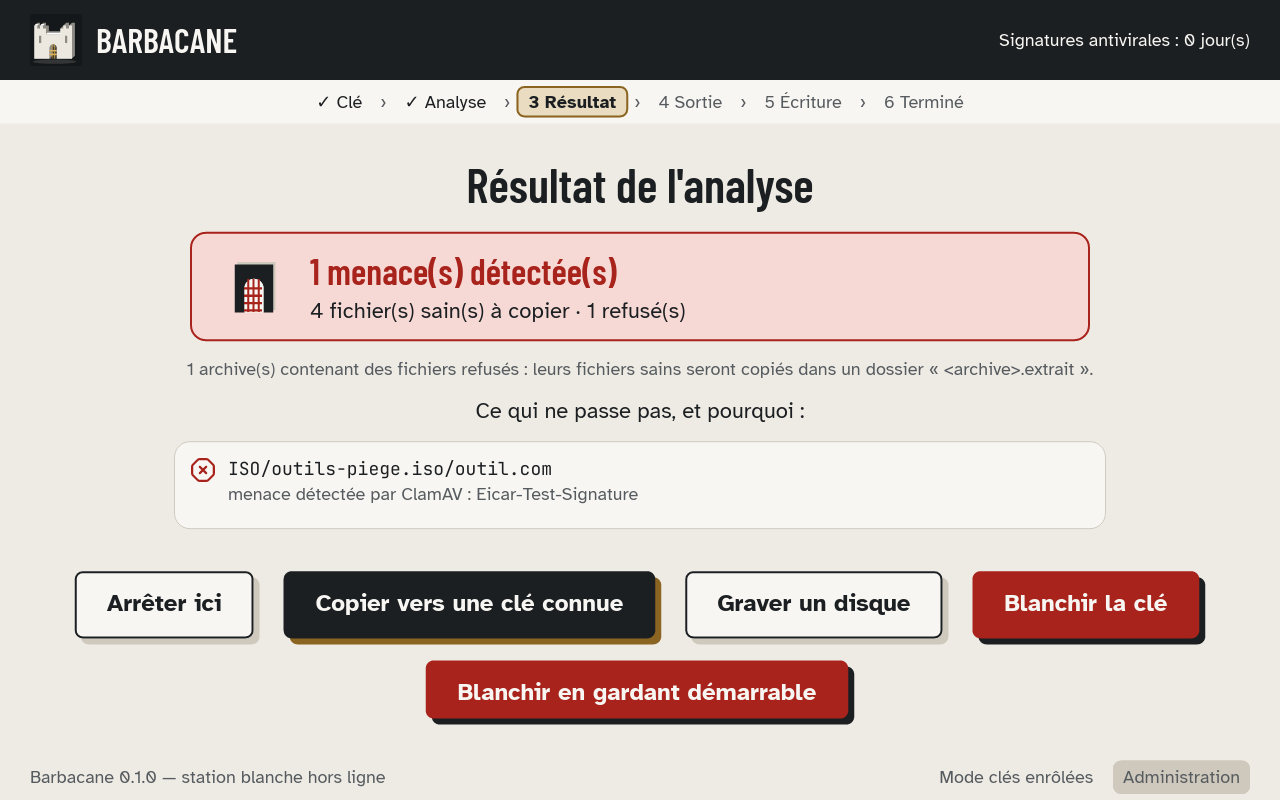 BARBACANE
Signatures antivirales : 0 jour(s)
✓ Clé › ✓ Analyse › 3 Résultat › 4 Sortie › 5 Écriture › 6 Terminé
Résultat de l'analyse
1 menace(s) détectée(s)
4 fichier(s) sain(s) à copier · 1 refusé(s)
1 archive(s) contenant des fichiers refusés : leurs fichiers sains seront copiés dans un dossier « <archive>.extrait ».
Ce qui ne passe pas, et pourquoi :
ISO/outils-piege.iso/outil.com
menace détectée par ClamAV : Eicar-Test-Signature
Arrêter ici
Copier vers une clé connue
Graver un disque
Blanchir la clé
Blanchir en gardant démarrable
Barbacane 0.1.0 — station blanche hors ligne
Mode clés enrôlées
Administration